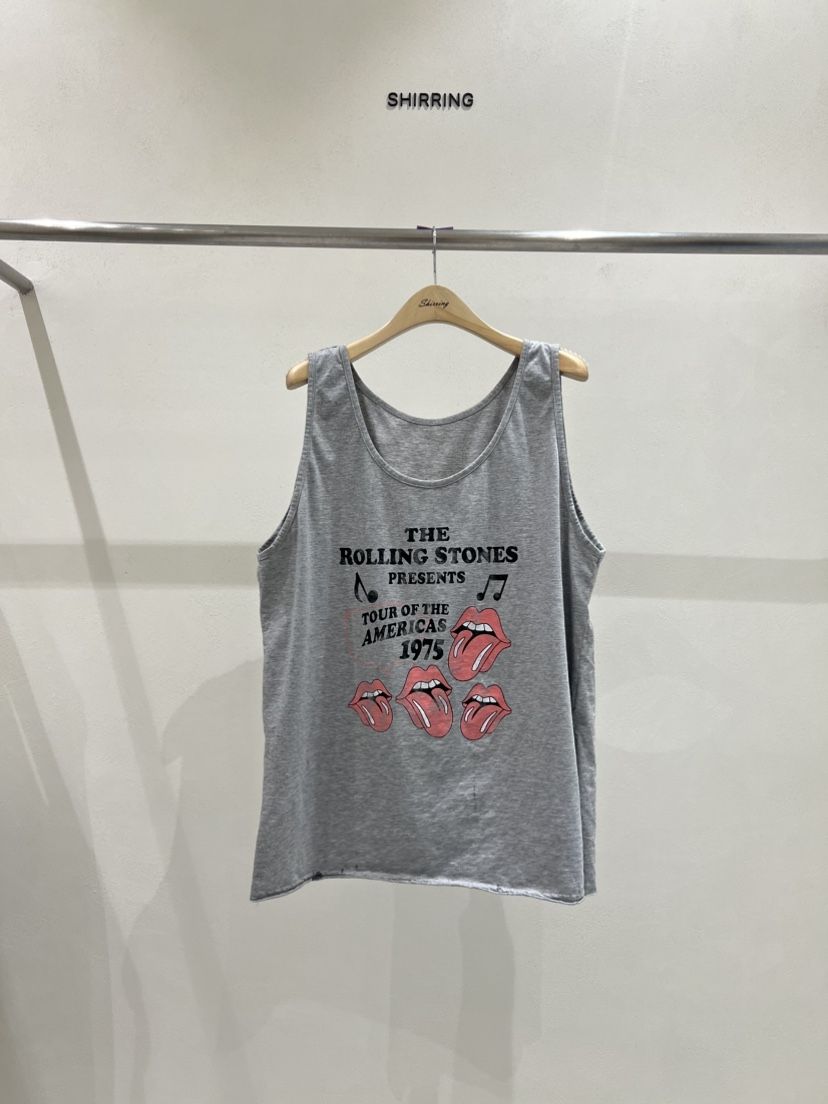 SHIRRING
Shirring
THE
ROLLING STONES
PRESENTS
TOUR OF THE
AMERICAS
1975